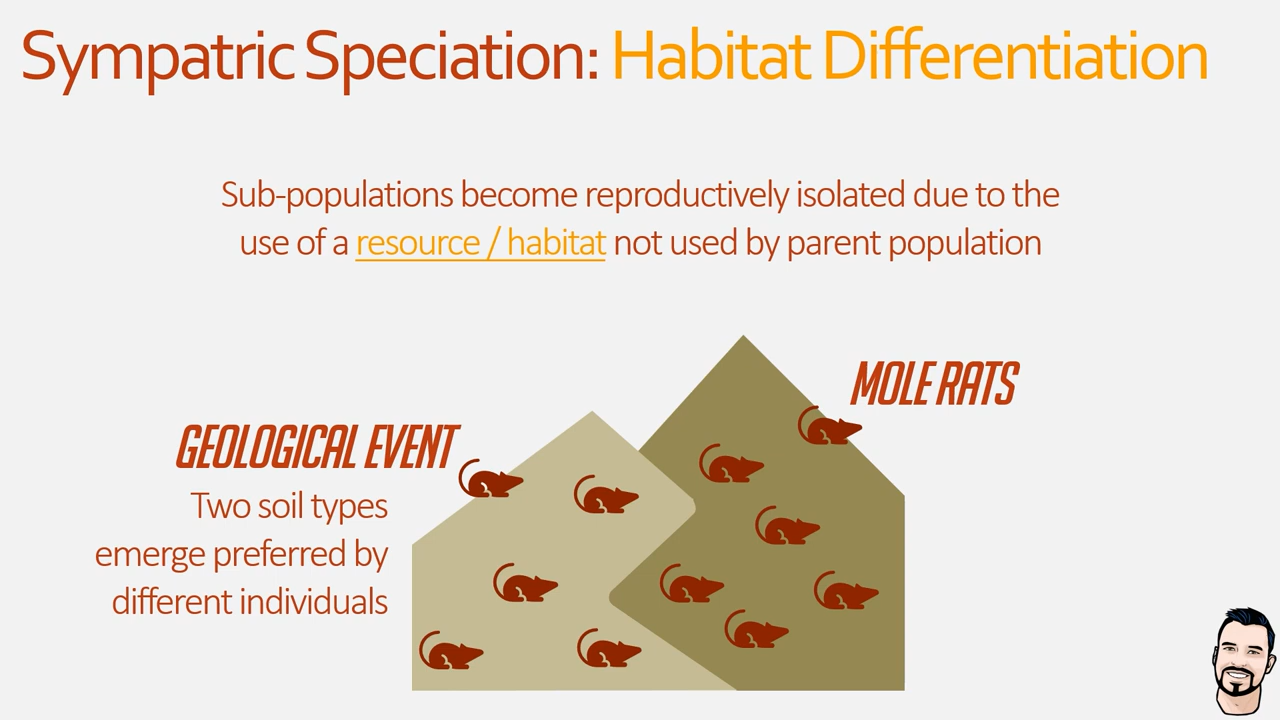 Sympatric Speciation: Habitat Differentiation
Sub-populations become reproductively isolated due to the
use of a resource / habitat not used by parent population
MOLE RATS
GEOLOGICAL EVENT
Two soil types
emerge preferred by
different individuals